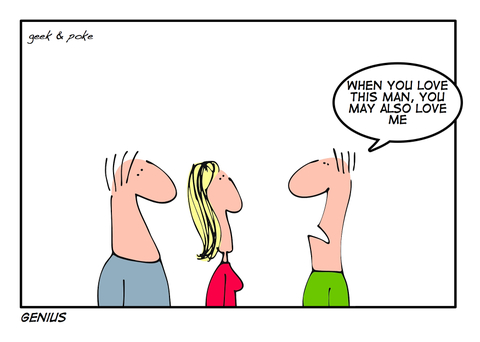 geek & poke
WHEN YOU LOVE
THIS MAN, YOU
MAY ALSO LOVE
ME
GENIUS